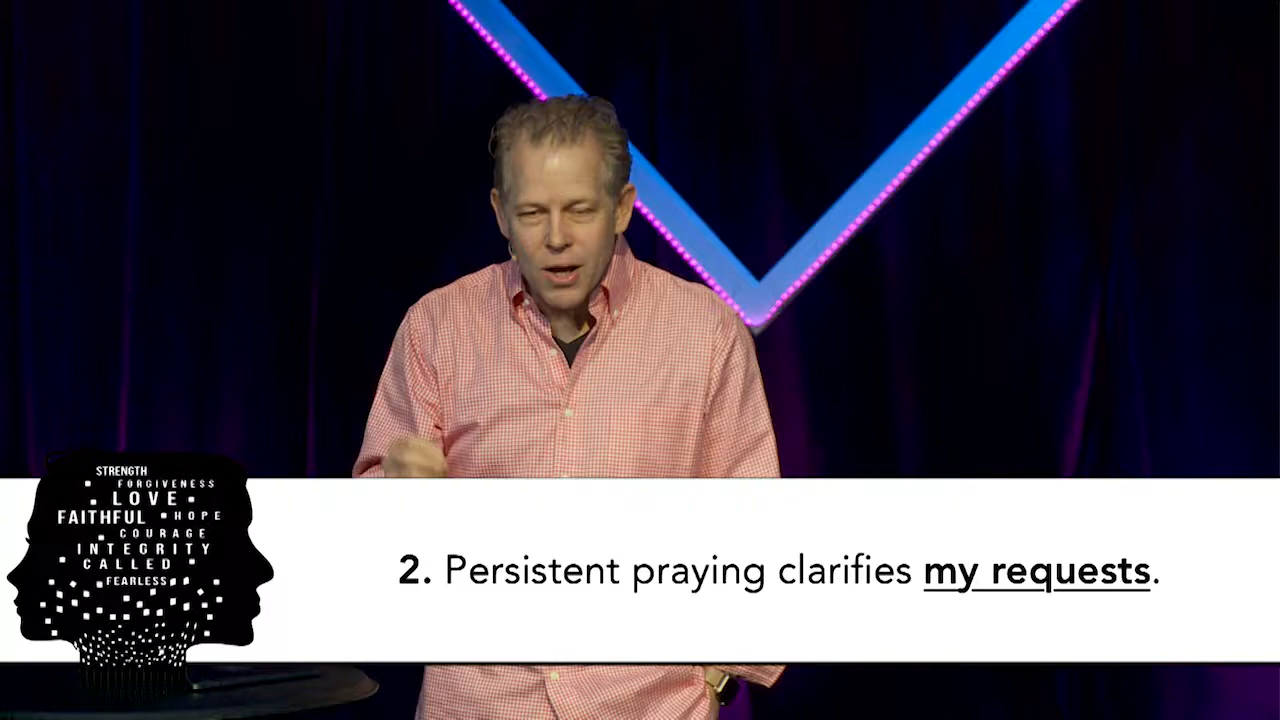 STRENGTH
FORGIVENESS
LOVE
FAITHFUL HOPE
COURAGE
INTEGRITY
CALLED
FEARLESS
2. Persistent praying clarifies my requests.